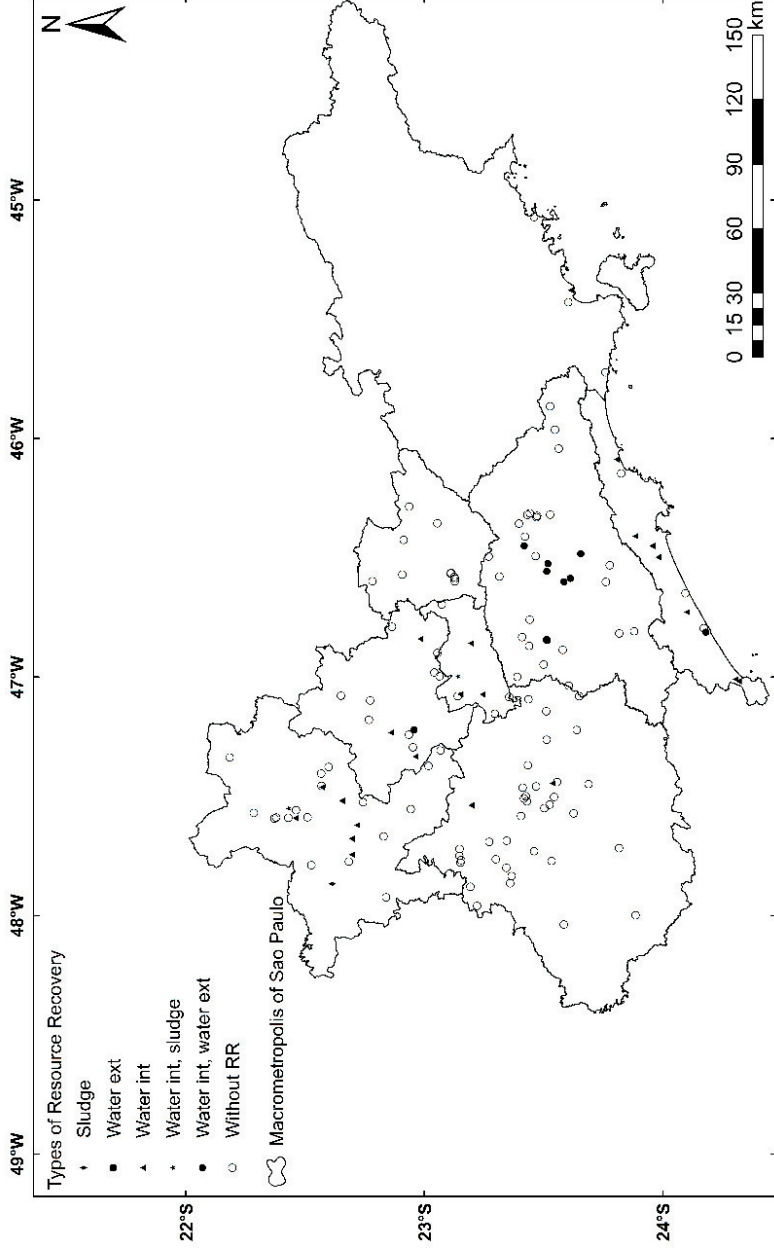 49°W
48°W
47°W
46°W
45°W
N
Types of Resource Recovery
Sludge
Water ext
Water int
Water int, sludge
Water int, water ext
Without RR
Macrometropolis of Sao Paulo
22°S
23°S
24°S
0 15 30 60 90 120 150
km